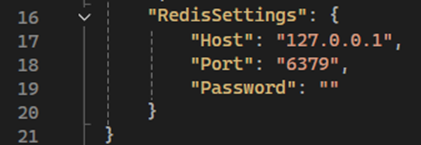 16 "RedisSettings": {
17 "Host": "127.0.0.1",
18 "Port": "6379",
19 "Password": ""
20 }
21 }